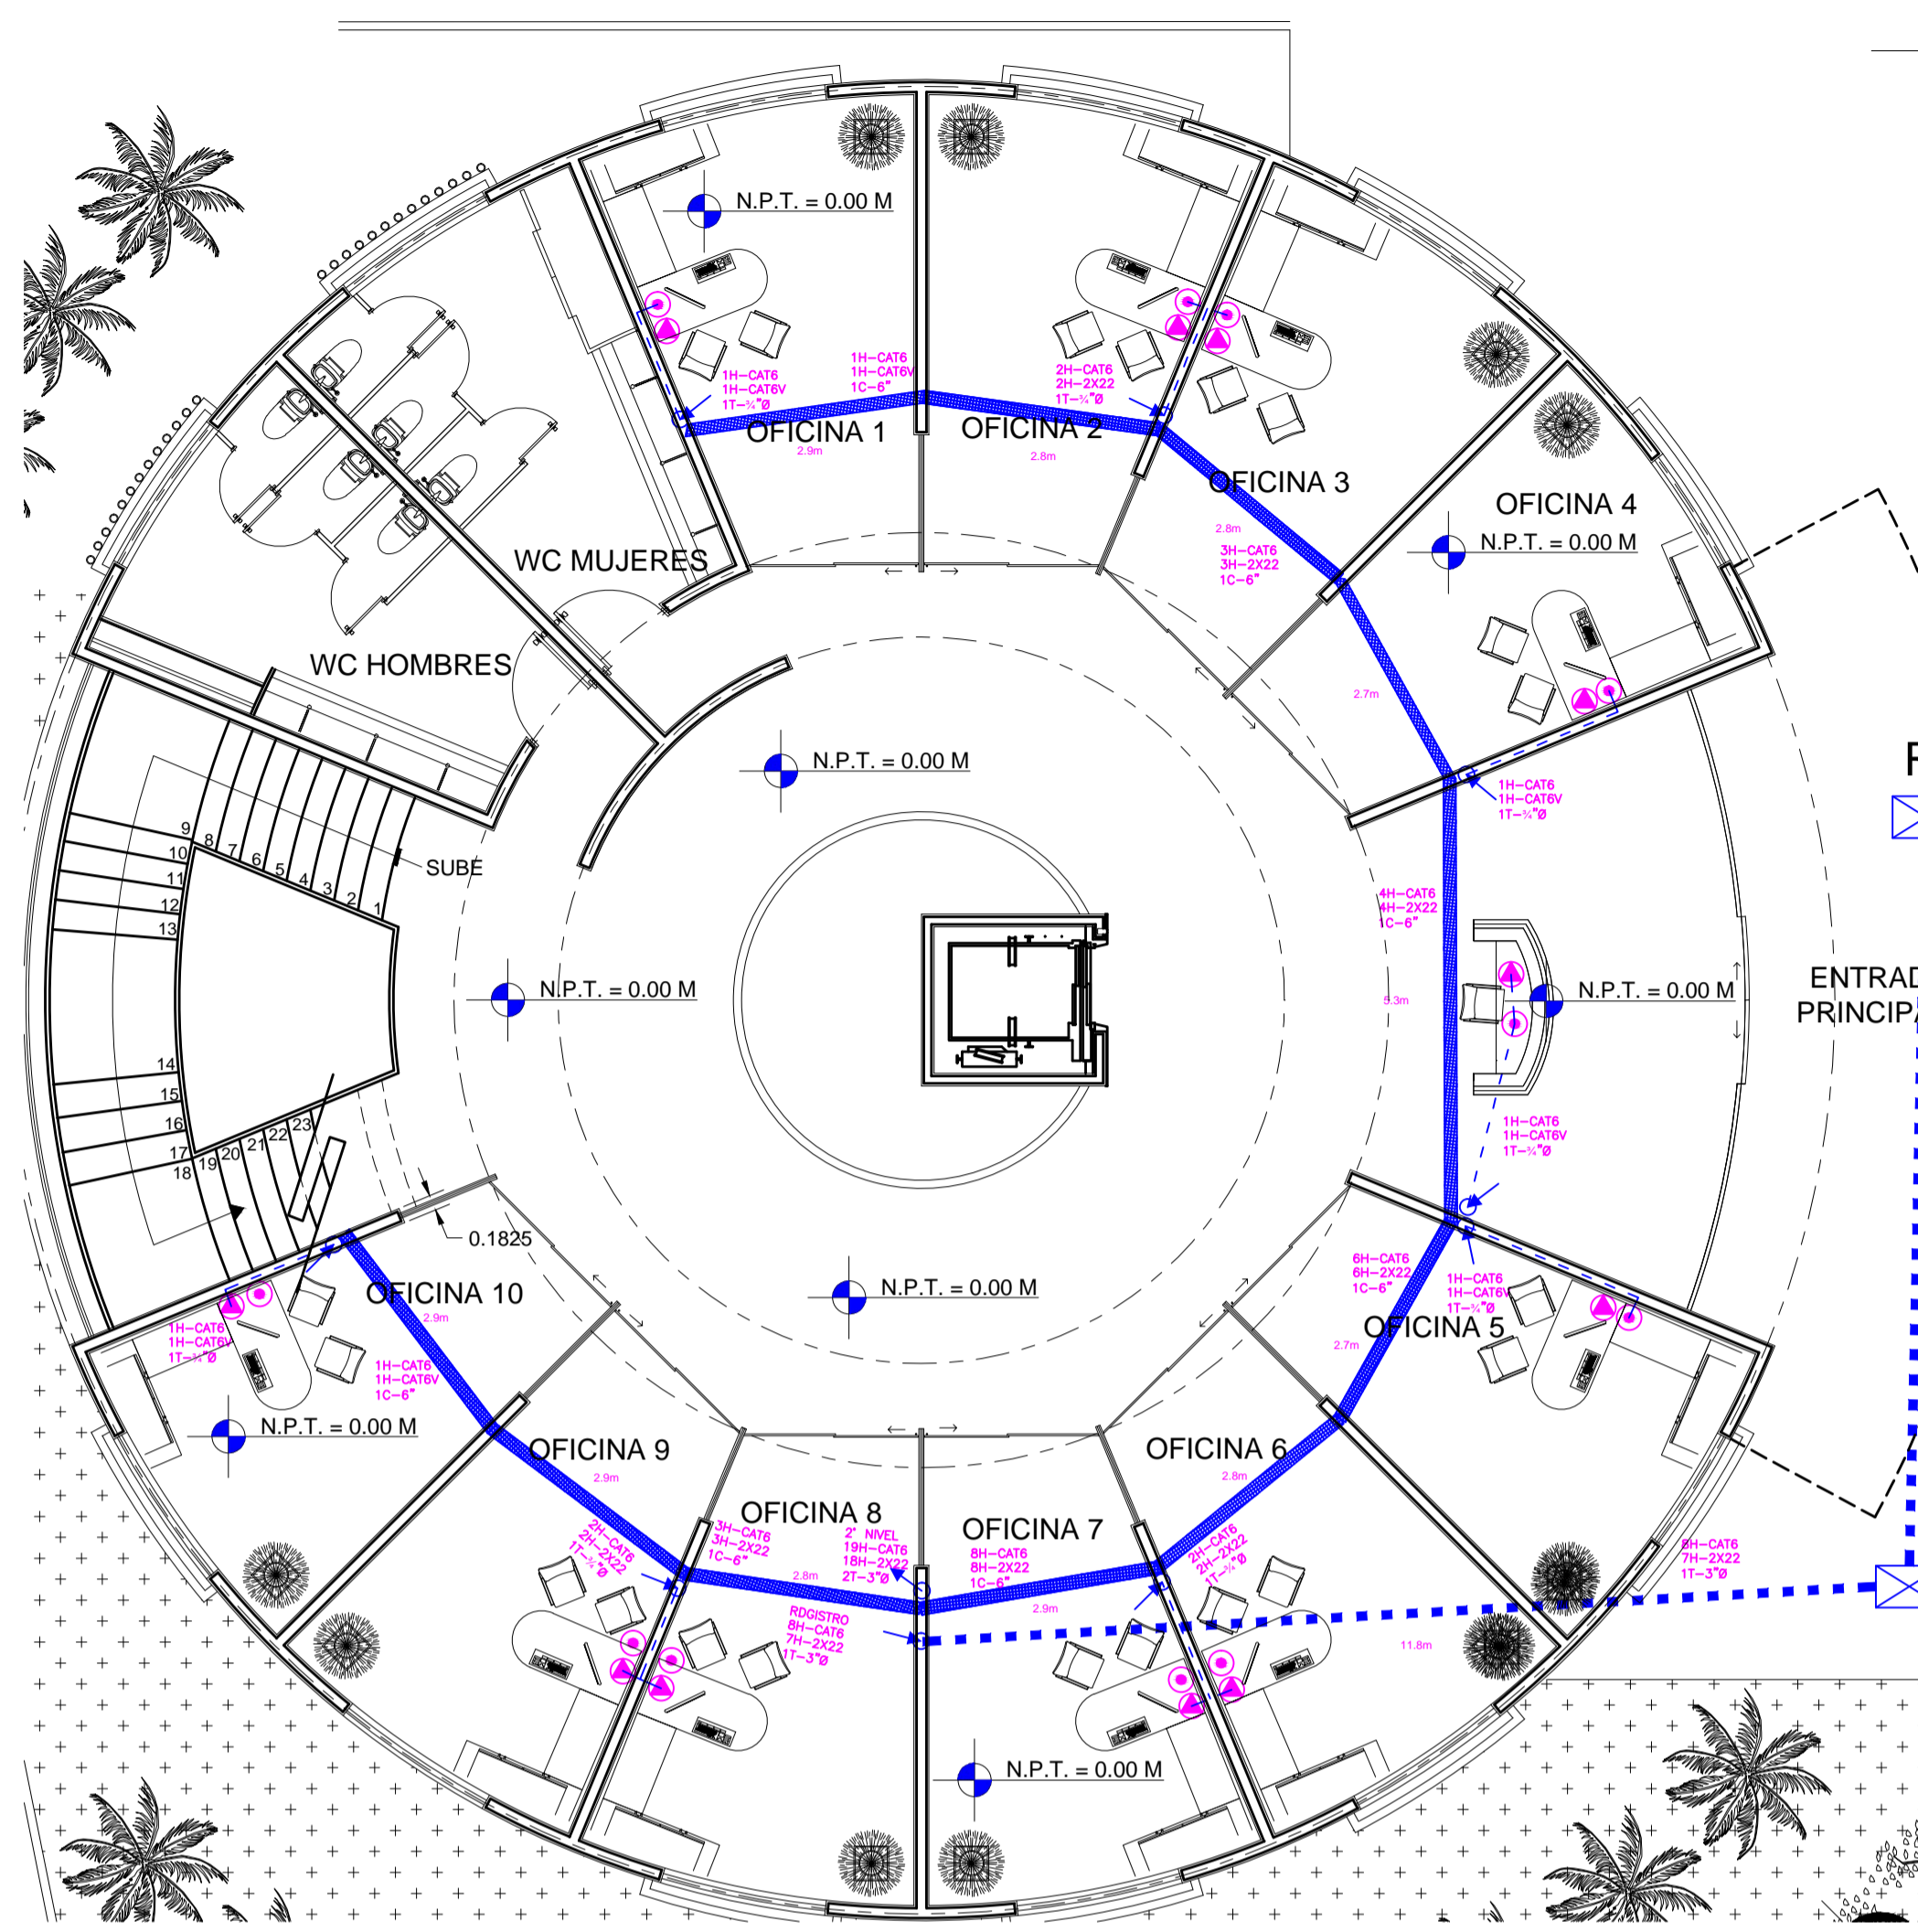 N.P.T. = 0.00 M
1H-CAT6
1H-CAT6V
1C-6"
1H-CAT6
1H-CAT6V
1T-¾"Ø
2H-CAT6
2H-2X22
1T-¾"Ø
OFICINA 1
2.9m
OFICINA 2
2.8m
OFICINA 3
2.8m
3H-CAT6
3H-2X22
1C-6"
OFICINA 4
N.P.T. = 0.00 M
WC MUJERES
WC HOMBRES
2.7m
N.P.T. = 0.00 M
1H-CAT6
1H-CAT6V
1T-¾"Ø
9
8
7
6
5
4
3
2
1
10
11
12
13
SUBE
4H-CAT6
4H-2X22
1C-6"
N.P.T. = 0.00 M
5.3m
N.P.T. = 0.00 M
ENTRAD
PRINCIPA
14
15
16
17
18
19
20
21
22
23
1H-CAT6
1H-CAT6V
1T-¾"Ø
0.1825
6H-CAT6
6H-2X22
1C-6"
1H-CAT6
1H-CAT6V
1T-¾"Ø
N.P.T. = 0.00 M
OFICINA 10
2.9m
OFICINA 5
2.7m
1H-CAT6
1H-CAT6V
1T-¾"Ø
1H-CAT6
1H-CAT6V
1C-6"
N.P.T. = 0.00 M
OFICINA 9
2.9m
OFICINA 6
2.8m
OFICINA 8
OFICINA 7
2H-CAT6
2H-2X22
1T-¾"Ø
3H-CAT6
3H-2X22
1C-6"
2° NIVEL
19H-CAT6
18H-2X22
2T-3"Ø
8H-CAT6
8H-2X22
1C-6"
2H-CAT6
2H-2X22
1T-¾"Ø
8H-CAT6
7H-2X22
1T-3"Ø
2.8m
2.9m
RDGISTRO
8H-CAT6
7H-2X22
1T-3"Ø
11.8m
N.P.T. = 0.00 M